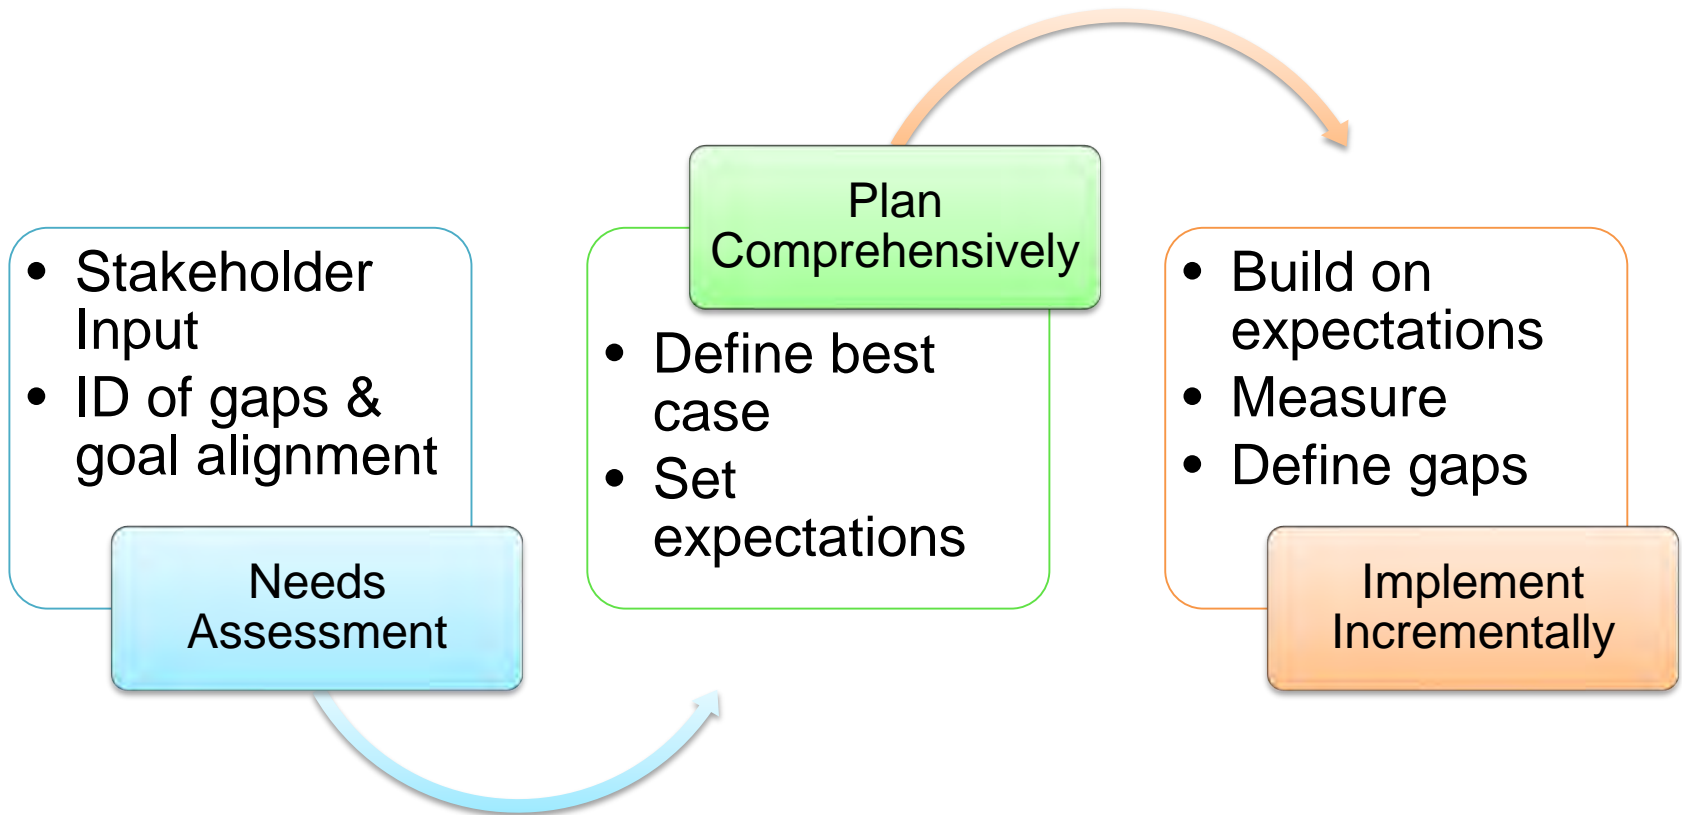 • Stakeholder
Input
• ID of gaps &
goal alignment
Needs
Assessment
Plan
Comprehensively
• Define best
case
• Set
expectations
• Build on
expectations
• Measure
• Define gaps
Implement
Incrementally